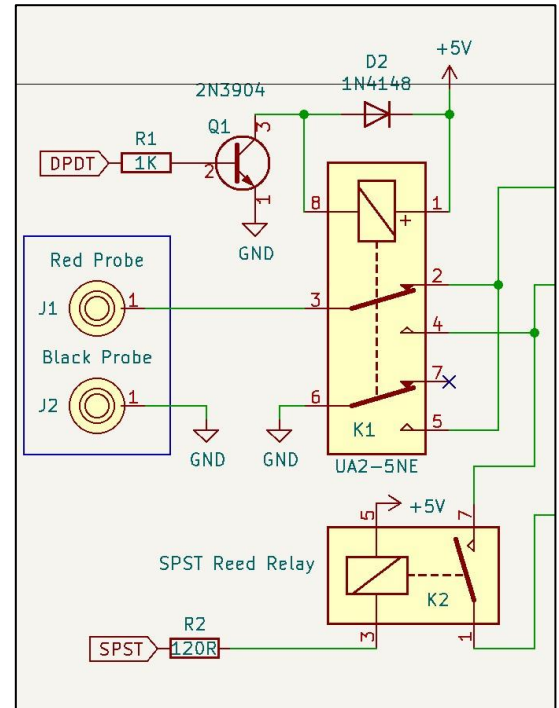 +5V
D2
1N4148
2N3904
Q1
3
2
1
R1
1K
DPDT
GND
8
1
+
Red Probe
J1
1
3
2
4
Black Probe
J2
1
GND
6
GND
7
5
K1
UA2-5NE
5
+5V
7
SPST Reed Relay
K2
3
1
R2
120R
SPST